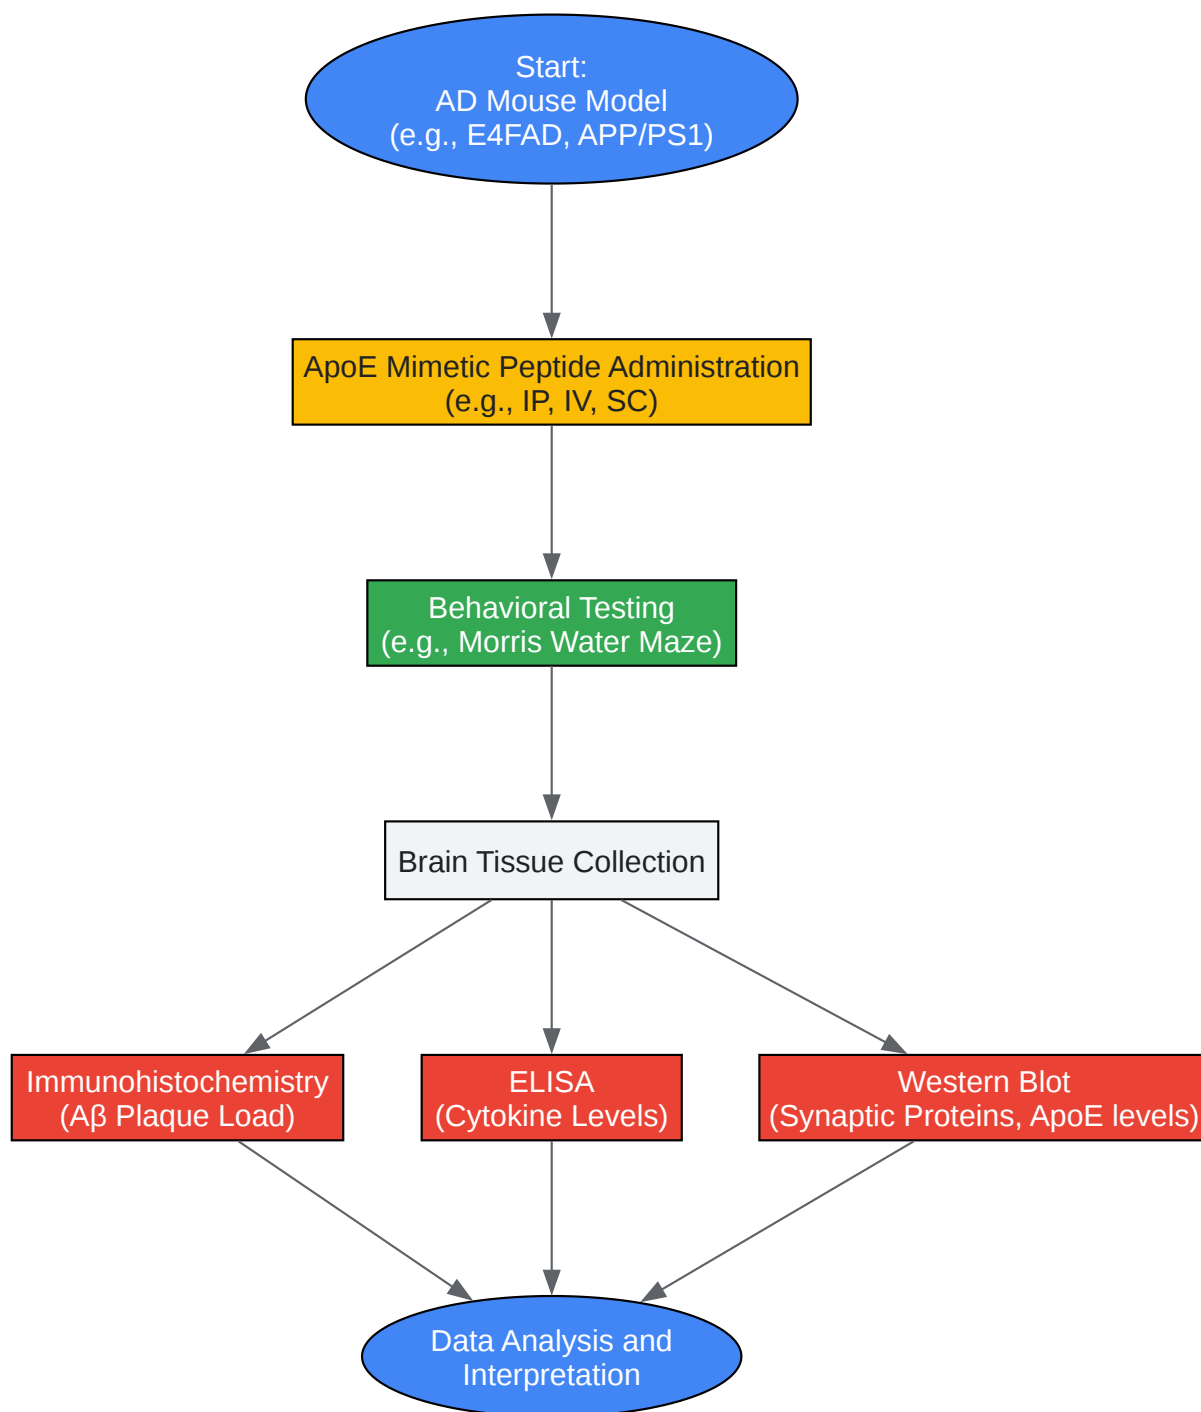 Start:
AD Mouse Model
(e.g., E4FAD, APP/PS1)
ApoE Mimetic Peptide Administration
(e.g., IP, IV, SC)
Behavioral Testing
(e.g., Morris Water Maze)
Brain Tissue Collection
Immunohistochemistry
(Aβ Plaque Load)
ELISA
(Cytokine Levels)
Western Blot
(Synaptic Proteins, ApoE levels)
Data Analysis and
Interpretation